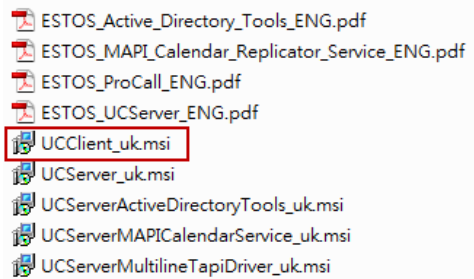 ESTOS_Active_Directory_Tools_ENG.pdf
ESTOS_MAPI_Calendar_Replicator_Service_ENG.pdf
ESTOS_ProCall_ENG.pdf
ESTOS_UCServer_ENG.pdf
UCClient_uk.msi
UCServer_uk.msi
UCServerActiveDirectoryTools_uk.msi
UCServerMAPICalendarService_uk.msi
UCServerMultilineTapiDriver_uk.msi